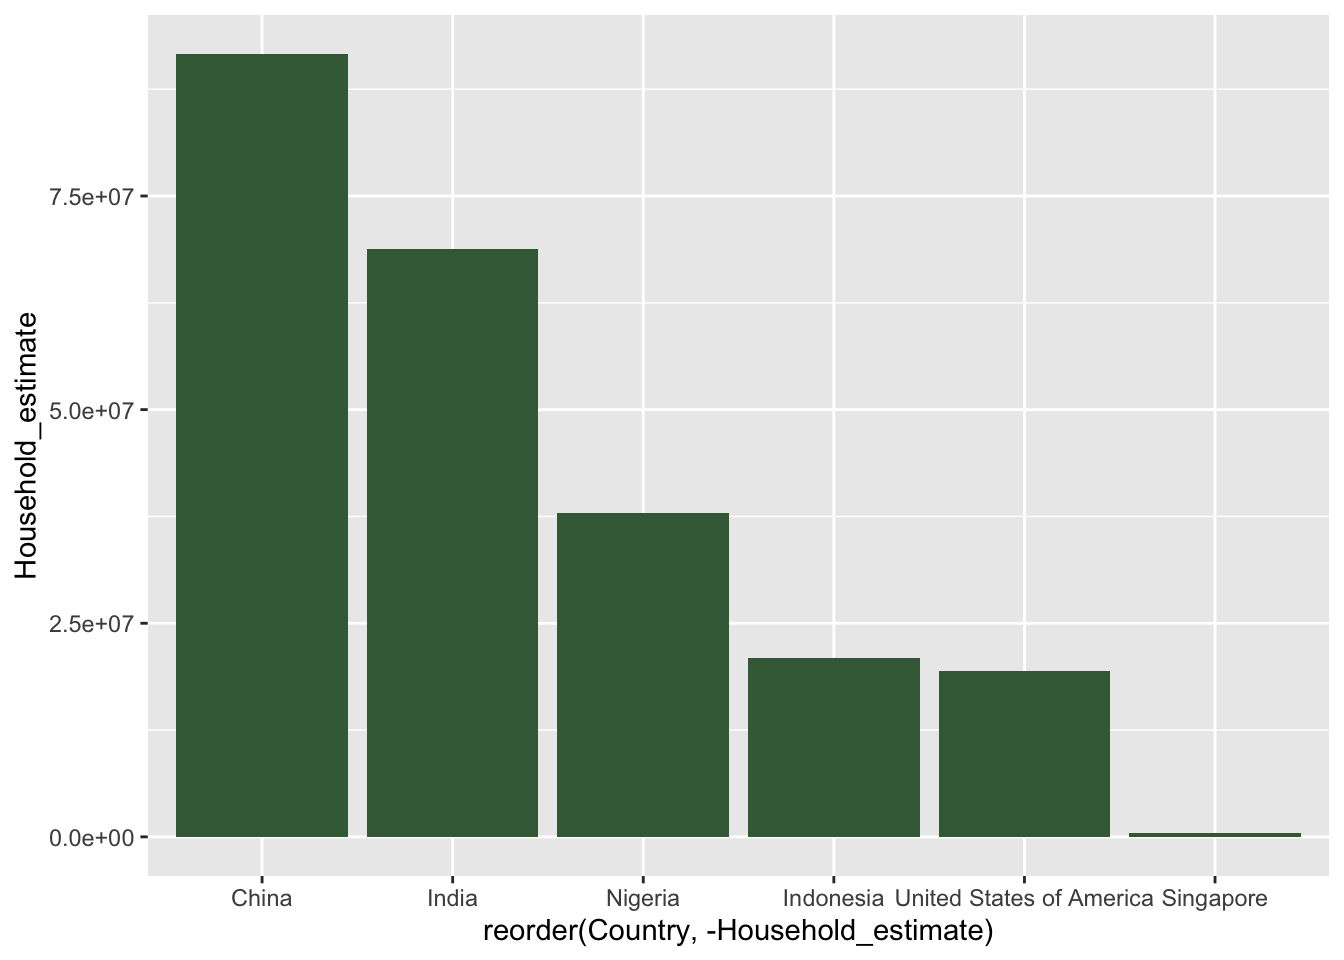 Household_estimate
7.5e+07
5.0e+07
2.5e+07
0.0e+00
China India Nigeria Indonesia United States of America Singapore
reorder(Country, -Household_estimate)